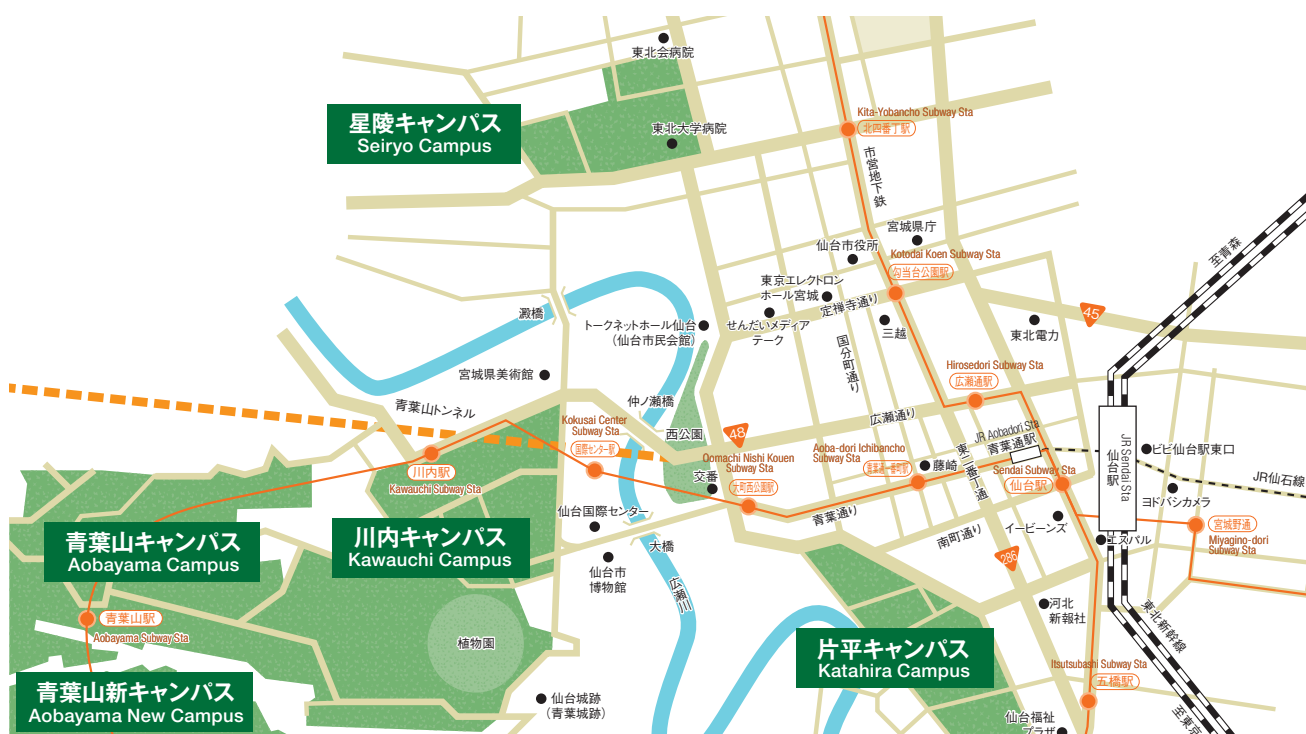 東北会病院
星陵キャンパス
Seiryo Campus
東北大学病院
Kita-Yobancho Subway Sta
北四番丁駅
市営地下鉄
宮城県庁
仙台市役所
Kotodai Koen Subway Sta
勾当台公園駅
東京エレクトロン
ホール宮城
定禅寺通り
せんだいメディア
テーク
三越
国分町通り
45
東北電力
至青森
澱橋
トークネットホール仙台
(仙台市民会館)
宮城県美術館
Hirosedori Subway Sta
広瀬通駅
広瀬通り
青葉山トンネル
仲ノ瀬橋
西公園
48
Kokusai Center
Subway Sta
国際センター駅
川内駅
Kawauchi Subway Sta
Oomachi Nishi Kouen
Subway Sta
大町西公園駅
交番
Aoba-dori Ichibancho
Subway Sta
青葉通一番町駅
藤崎
東二番丁通
JR Aobadori Sta
青葉通駅
Sendai Subway Sta
仙台駅
JR Sendai Sta
仙台駅
ビビ仙台駅東口
ヨドバシカメラ
JR仙石線
青葉通り
南町通り
イービーンズ
エスパル
宮城野通
Miyagino-dori
Subway Sta
286
青葉山キャンパス
Aobayama Campus
川内キャンパス
Kawauchi Campus
仙台国際センター
大橋
仙台市
博物館
広瀬川
河北
新報社
東北新幹線
至東京
青葉山駅
Aobayama Subway Sta
植物園
片平キャンパス
Katahira Campus
Itsutsubashi Subway Sta
五橋駅
青葉山新キャンパス
Aobayama New Campus
仙台城跡
(青葉城跡)
仙台福祉
プラザ